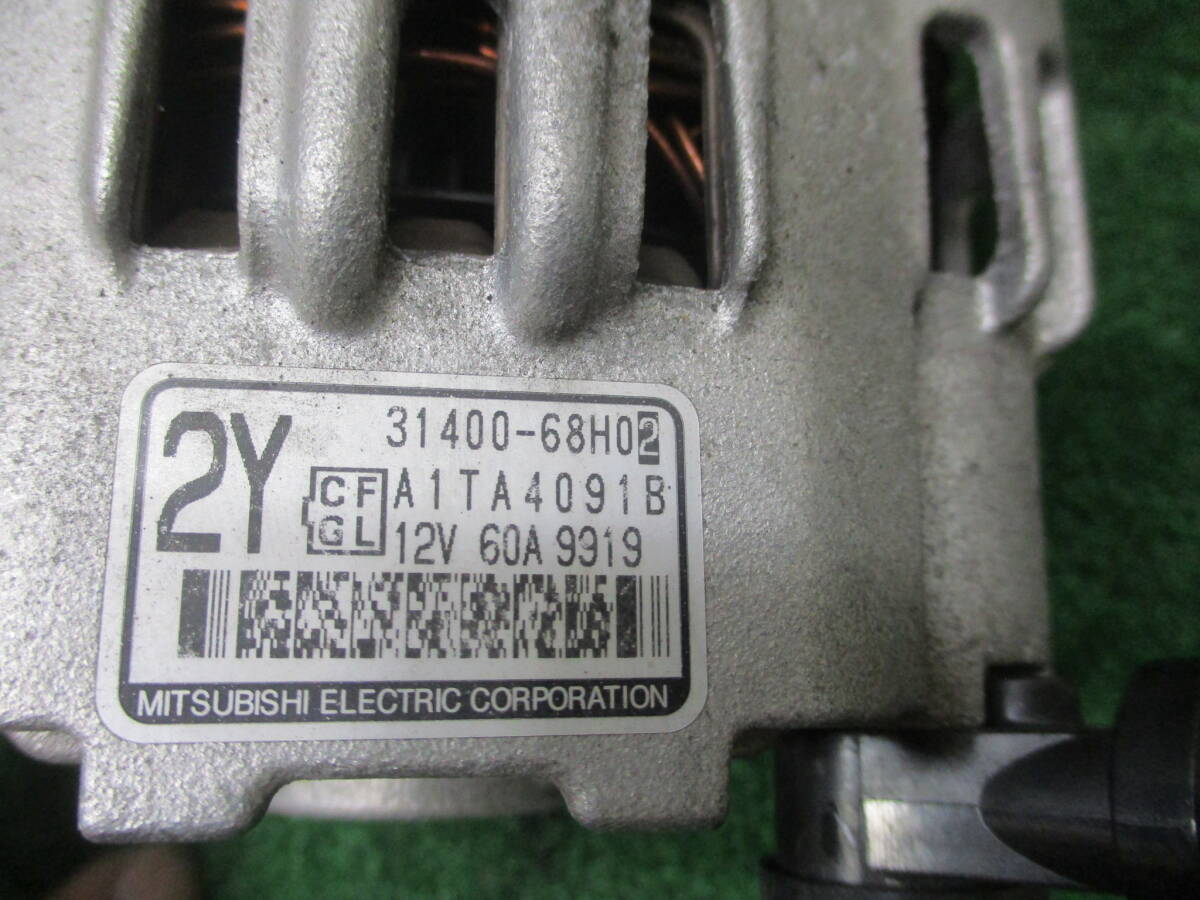 2Y
31400-68H02
CF
GL
A1TA4091B
12V 60A 9919
MITSUBISHI ELECTRIC CORPORATION